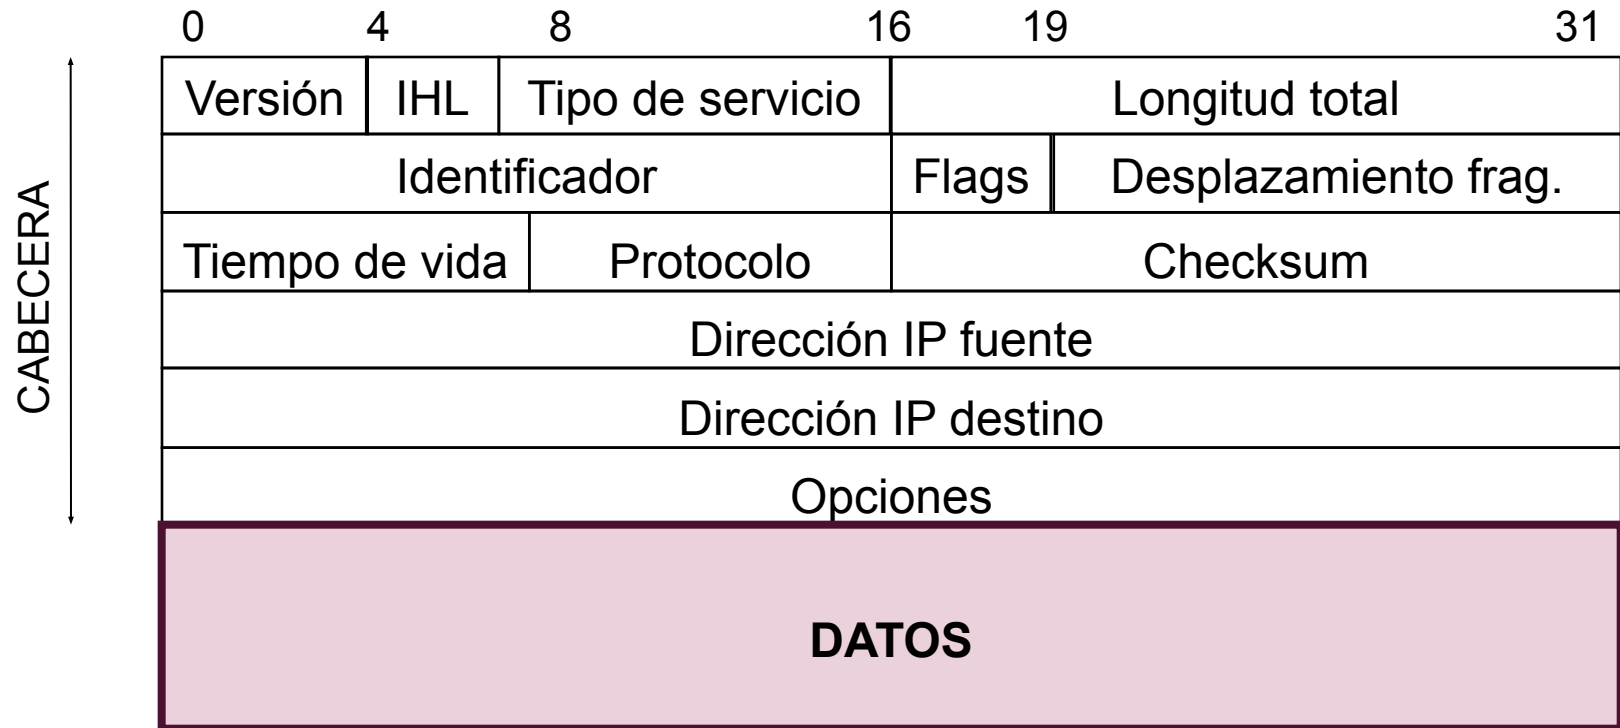 0 4 8 16 19 31
Versión IHL Tipo de servicio Longitud total
Identificador Flags Desplazamiento frag.
Tiempo de vida Protocolo Checksum
Dirección IP fuente
Dirección IP destino
Opciones
DATOS
CABECERA